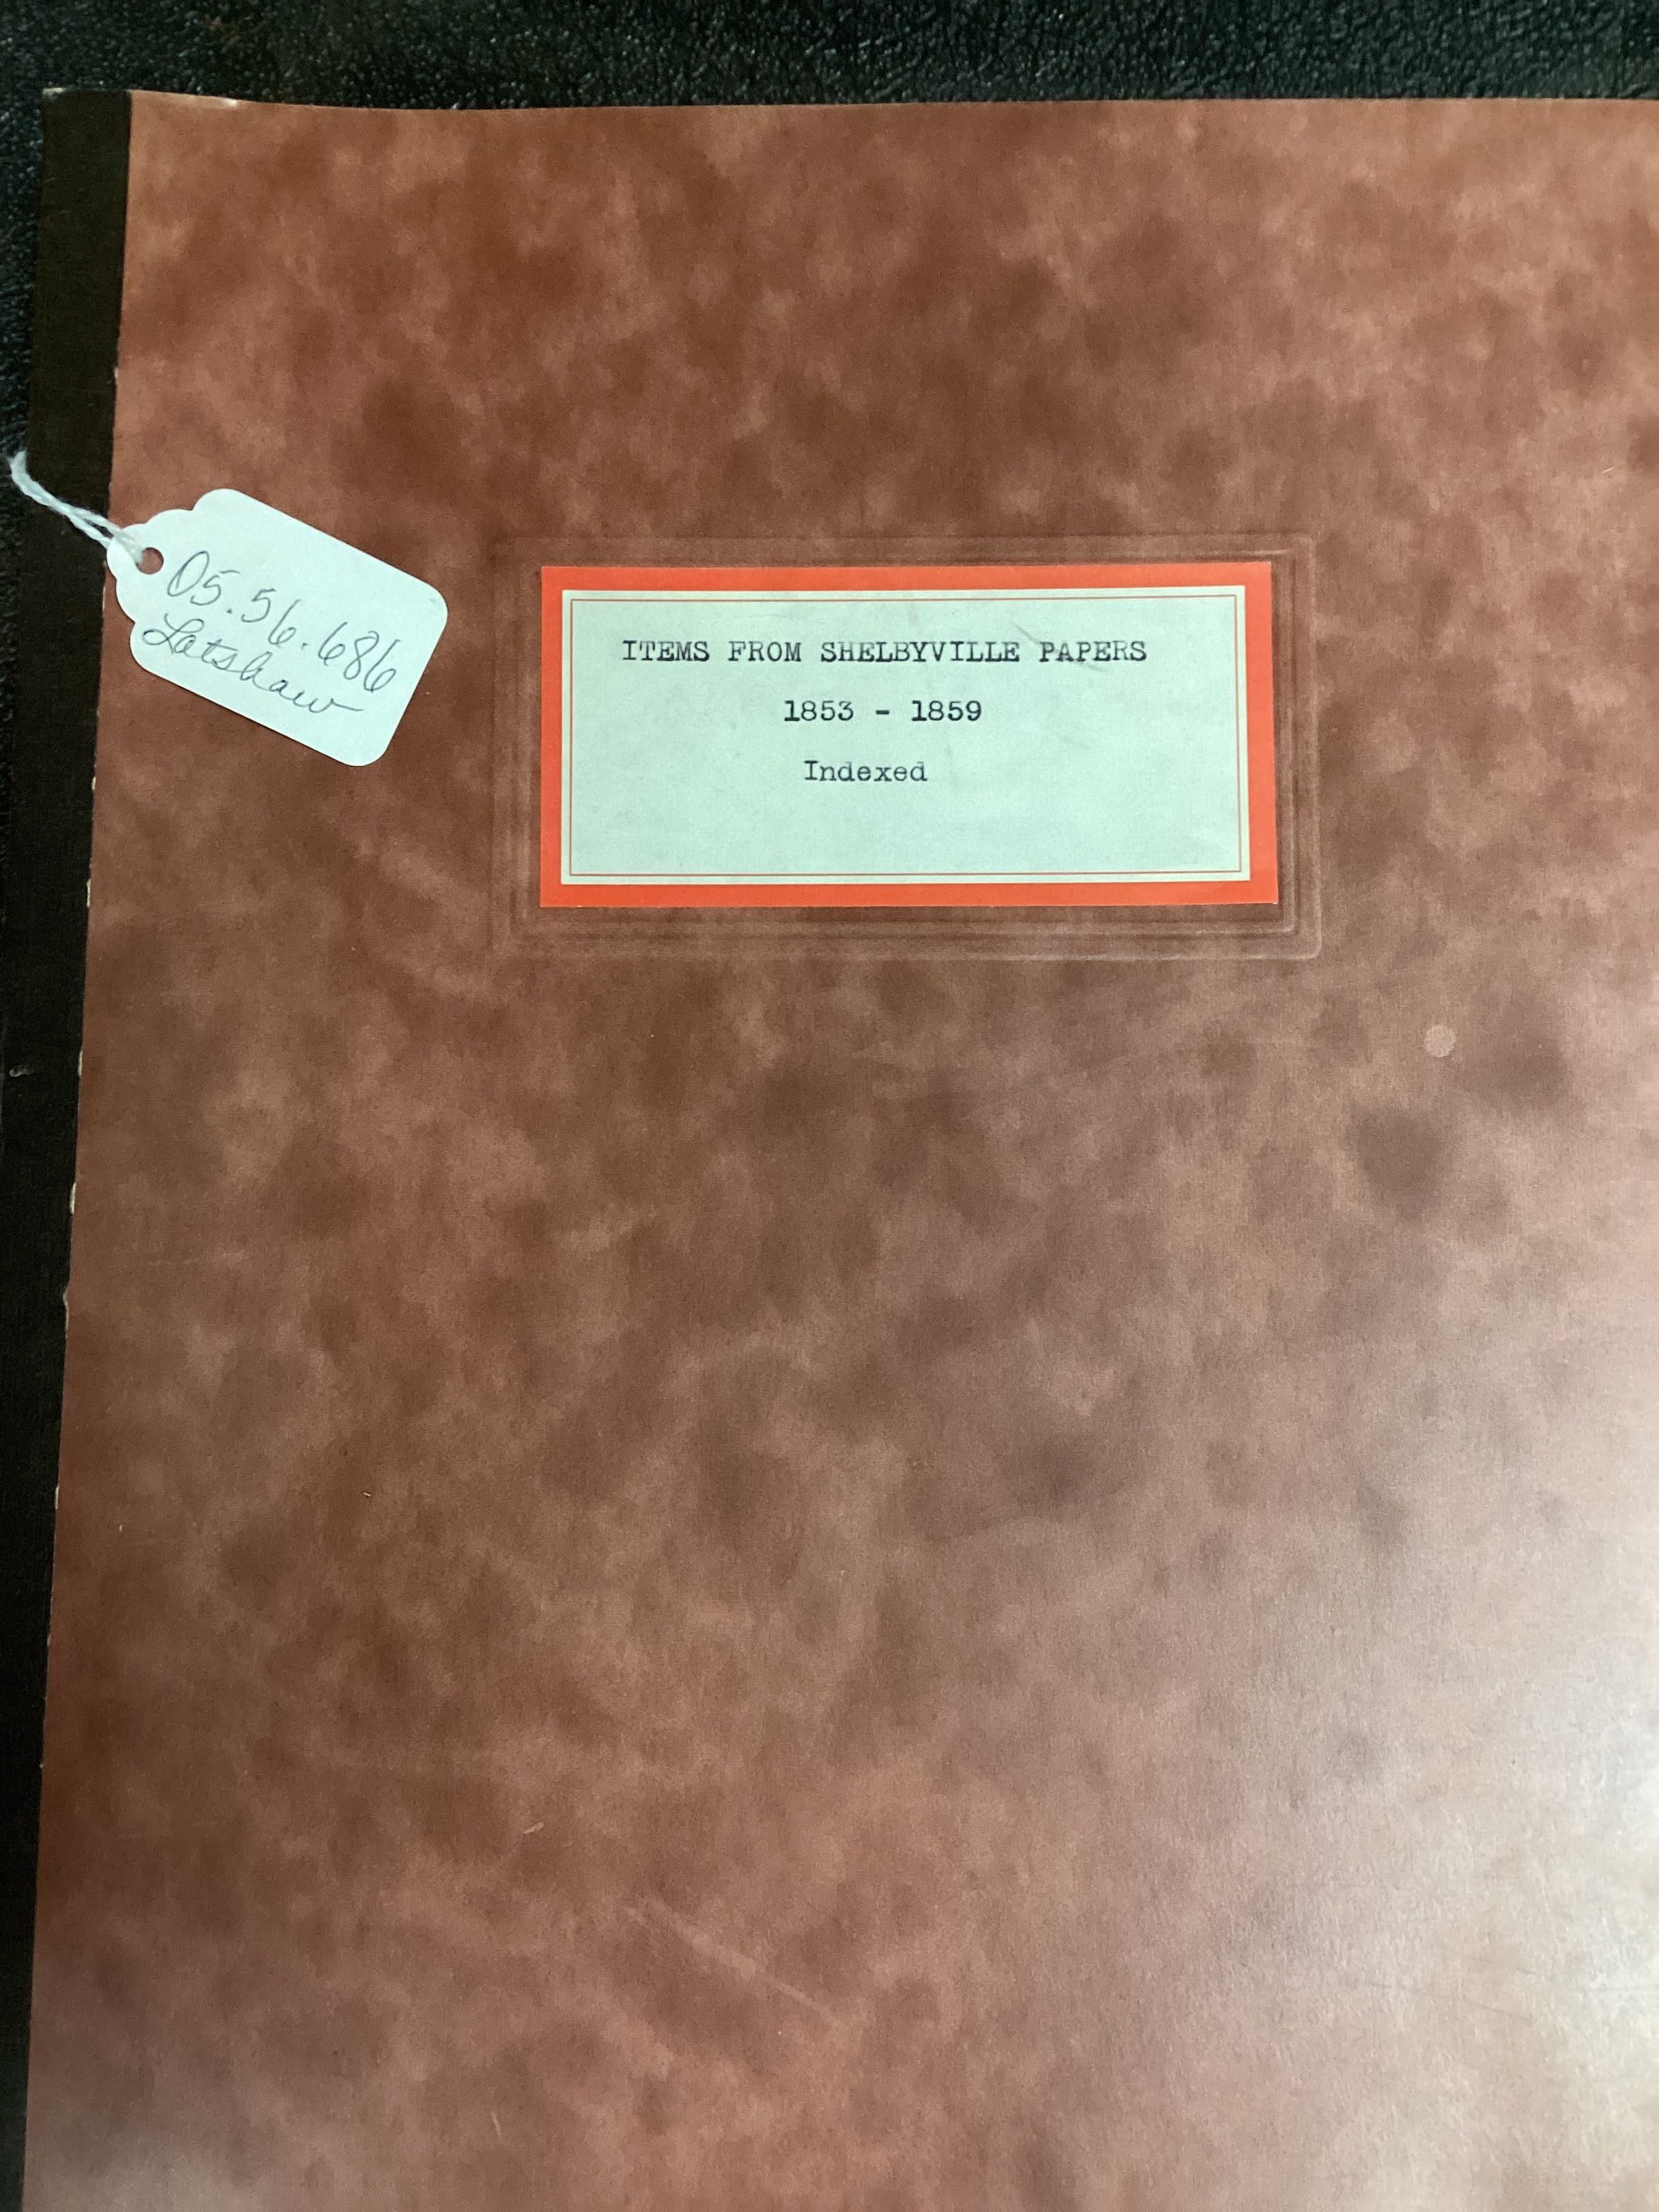 05.56.686
Latshaw
ITEMS FROM SHELBYVILLE PAPERS
1853 - 1859
Indexed